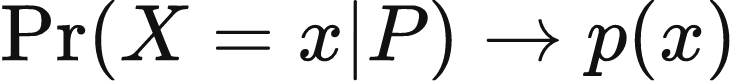 Pr(X = x|P) → p(x)